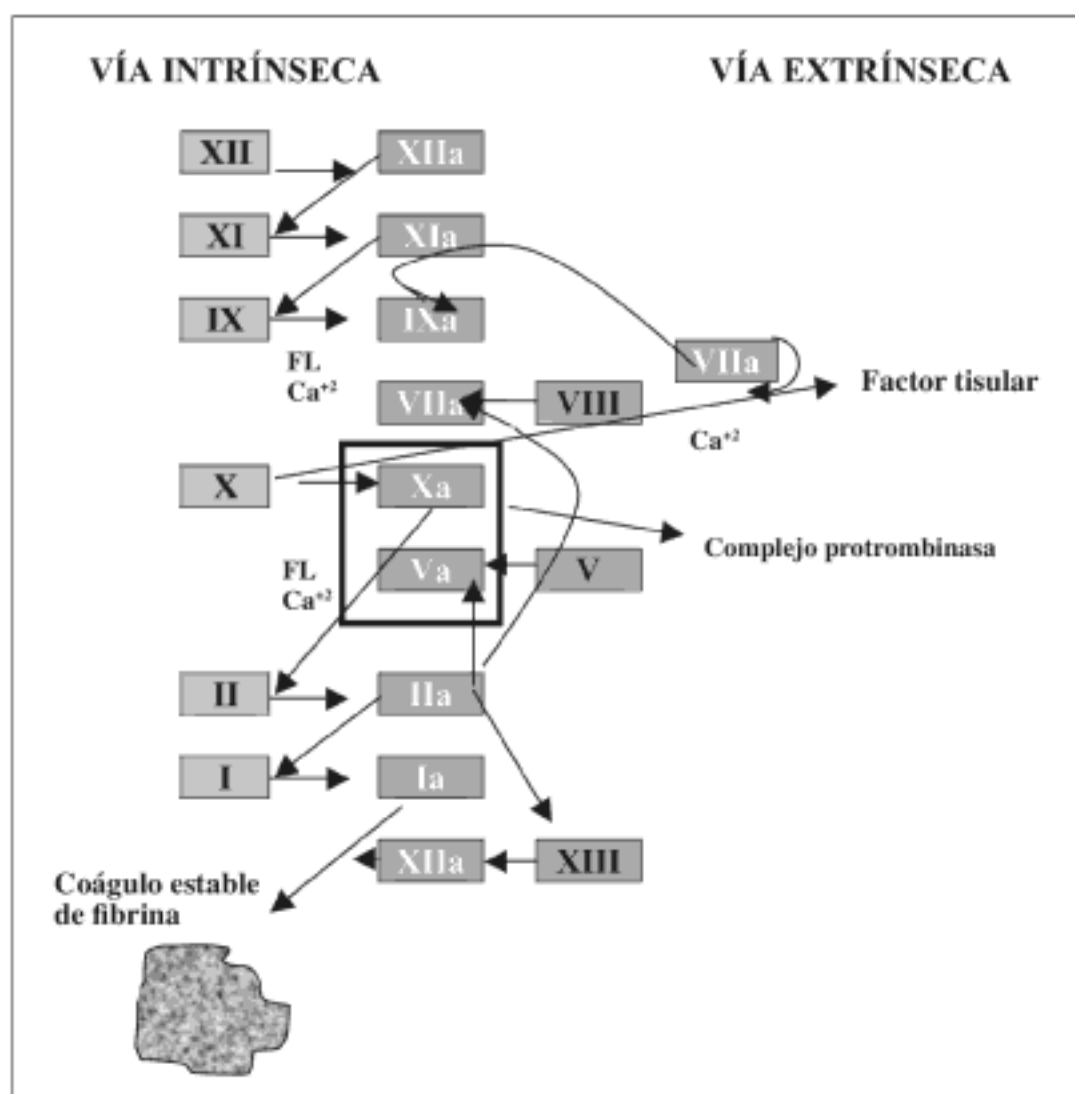 VÍA INTRÍNSECA
VÍA EXTRÍNSECA
XII
XIIa
XI
XIa
IX
IXa
VIIa
FL
Ca+2
Factor tisular
VIIa
VIII
Ca+2
X
Xa
Complejo protrombinasa
FL
Ca+2
Va
V
II
IIa
I
Ia
XIIa
XIII
Coágulo estable
de fibrina